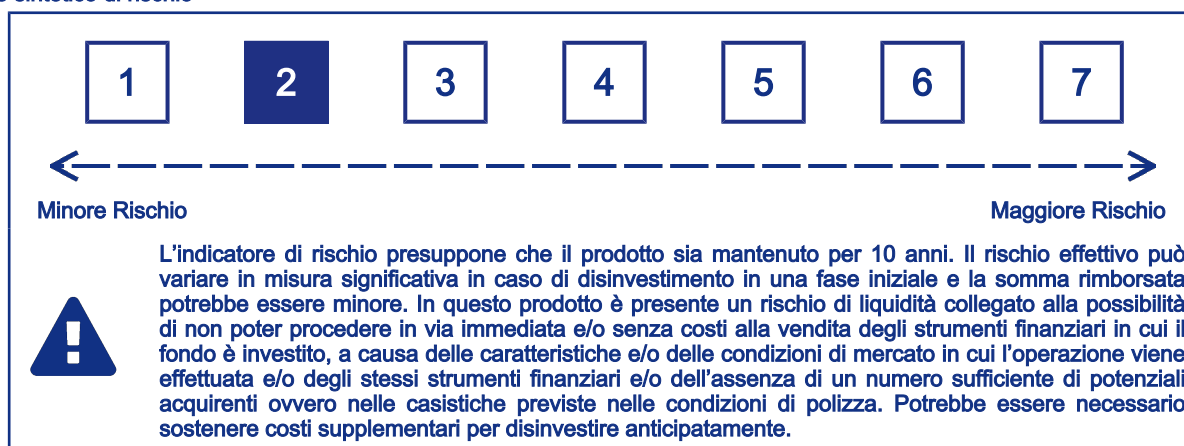 sintetico di rischio
1 2 3 4 5 6 7
Minore Rischio Maggiore Rischio
L'indicatore di rischio presuppone che il prodotto sia mantenuto per 10 anni. Il rischio effettivo può
variare in misura significativa in caso di disinvestimento in una fase iniziale e la somma rimborsata
potrebbe essere minore. In questo prodotto è presente un rischio di liquidità collegato alla possibilità
di non poter procedere in via immediata e/o senza costi alla vendita degli strumenti finanziari in cui il
fondo è investito, a causa delle caratteristiche e/o delle condizioni di mercato in cui l'operazione viene
effettuata e/o degli stessi strumenti finanziari e/o dell'assenza di un numero sufficiente di potenziali
acquirenti ovvero nelle casistiche previste nelle condizioni di polizza. Potrebbe essere necessario
sostenere costi supplementari per disinvestire anticipatamente.